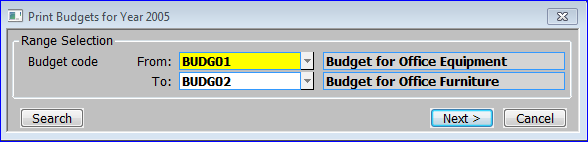 Print Budgets for Year 2005
Range Selection
Budget code From: BUDG01 Budget for Office Equipment
To: BUDG02 Budget for Office Furniture
Search Next > Cancel